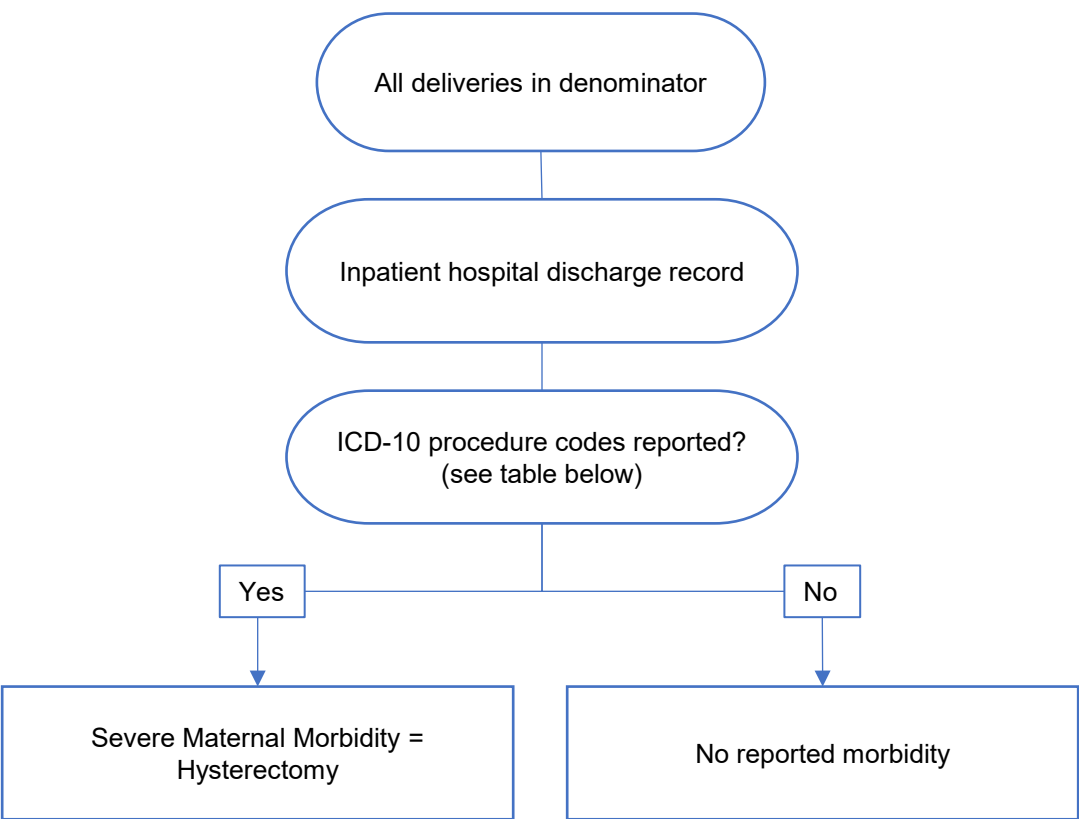 All deliveries in denominator
Inpatient hospital discharge record
ICD-10 procedure codes reported?
(see table below)
Yes
No
Severe Maternal Morbidity =
Hysterectomy
No reported morbidity